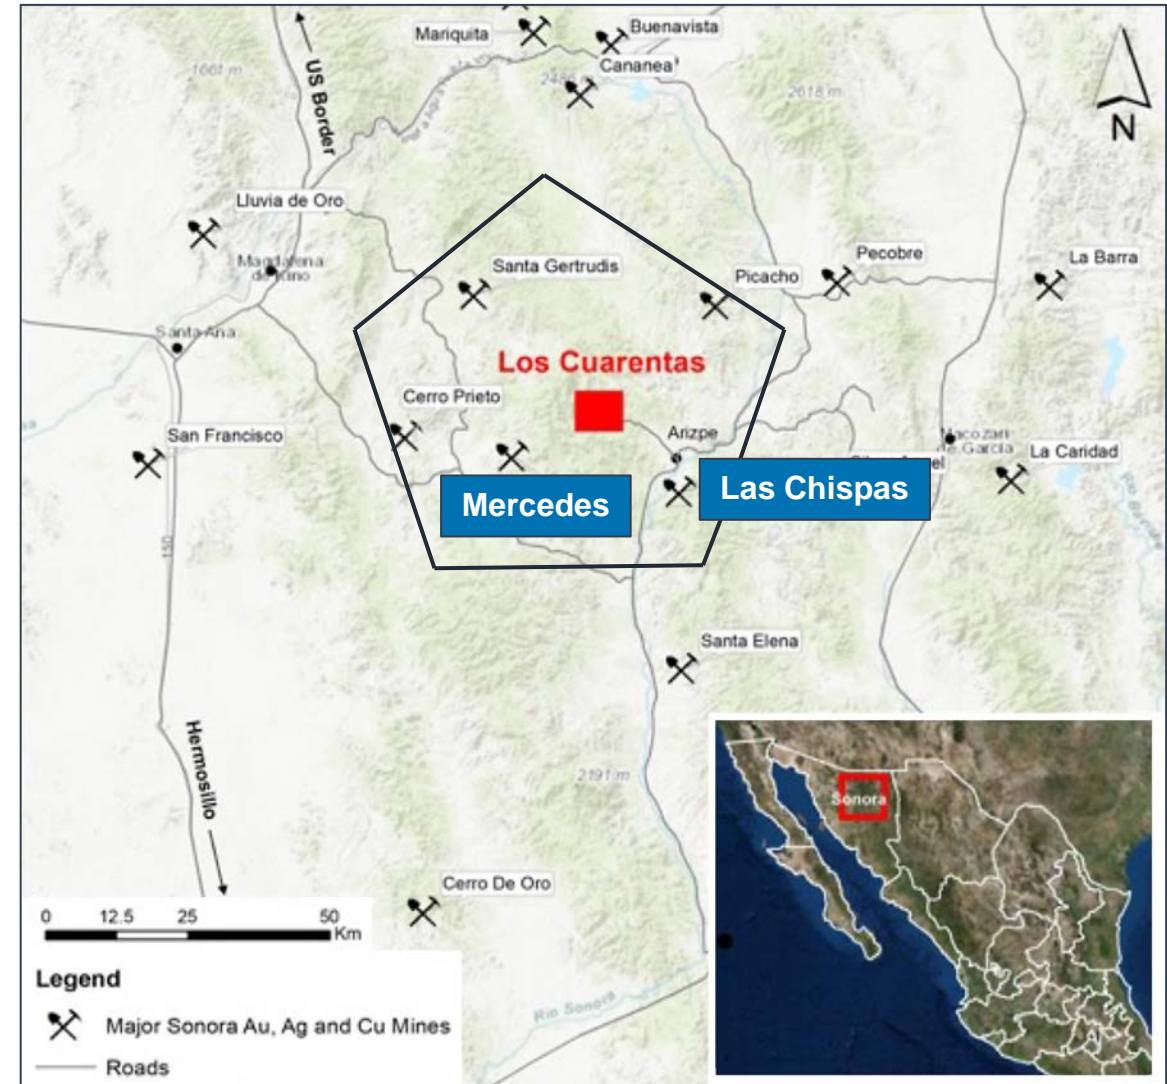 Mariquita
Buenavista
Cananea
1661 m
2618 m
US Border
N
Lluvia de Oro
Magdalena
de Kino
Santa Gertrudis
Picacho
Pecobre
La Barra
Santa Ana
Los Cuarentas
Cerro Prieto
San Francisco
Arizpe
Nacozari
de García
La Caridad
Mercedes
Las Chispas
150
Santa Elena
Hermosillo
2191 m
Sonora
Cerro De Oro
0 12.5 25 50
Km
Rio Sonora
Legend
Major Sonora Au, Ag and Cu Mines
Roads